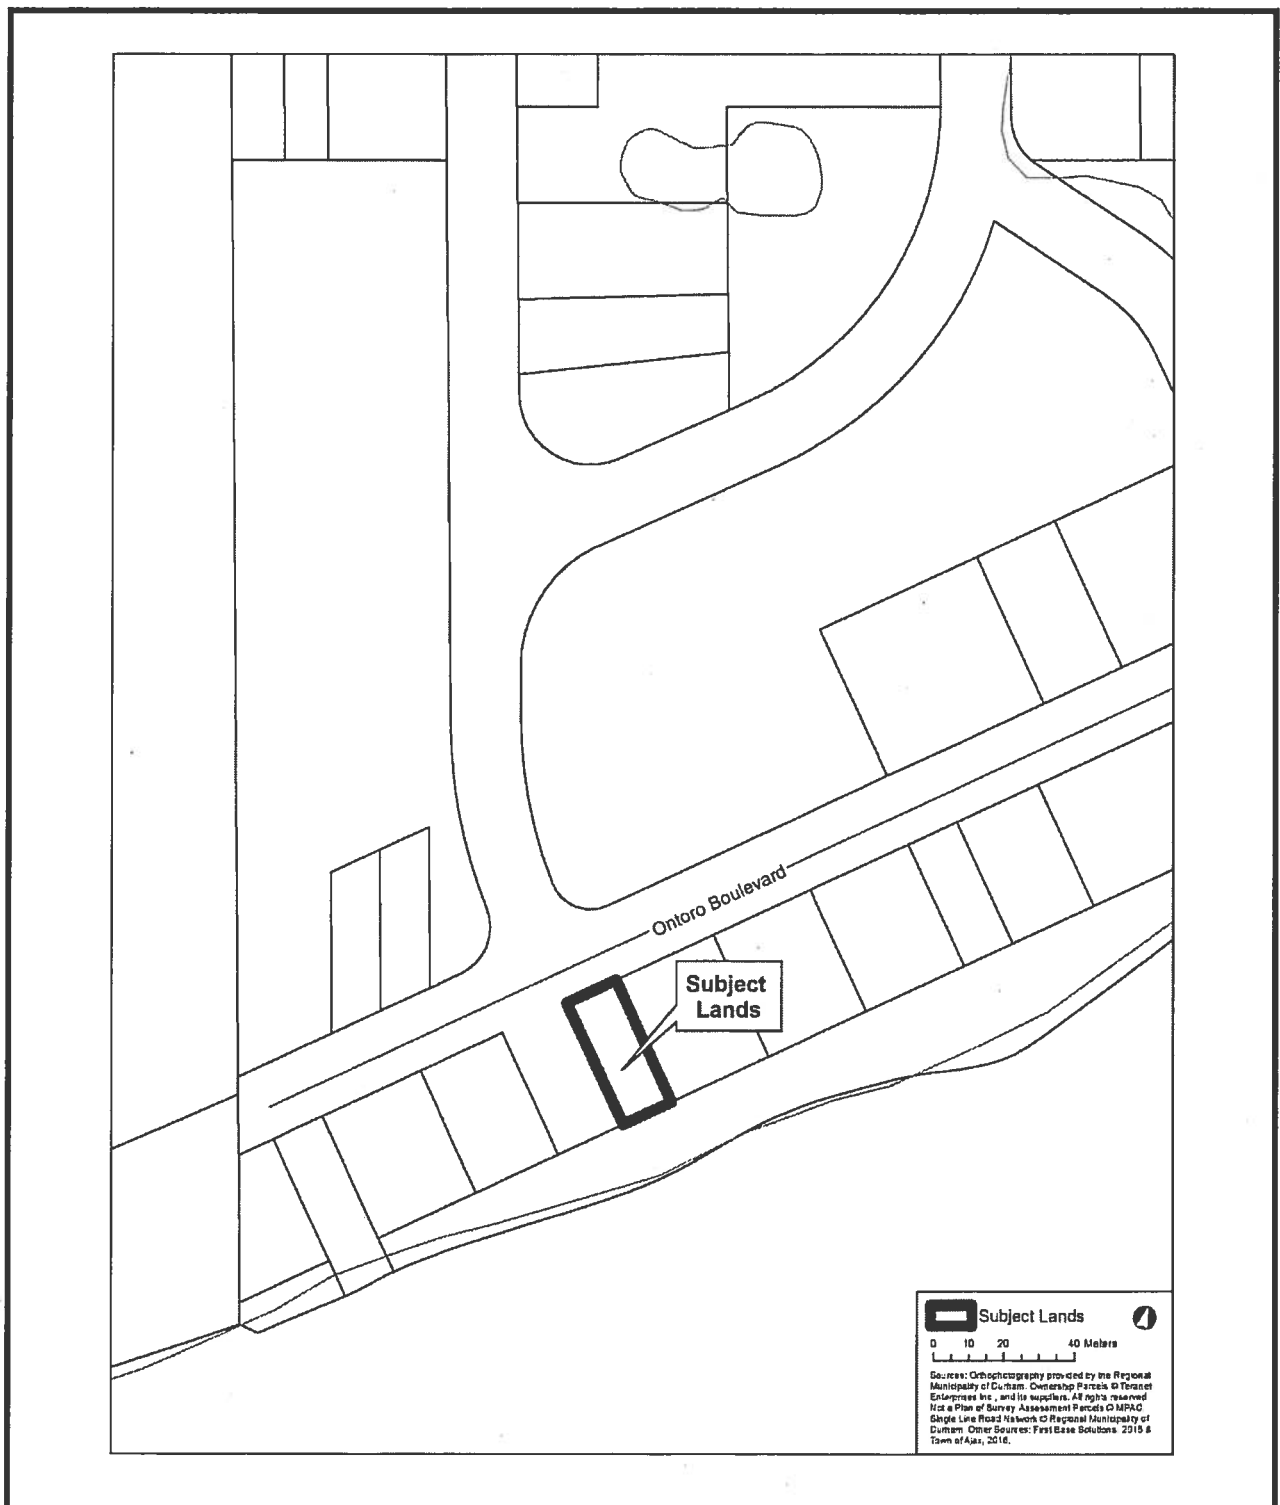 Ontoro Boulevard
Subject
Lands
Subject Lands
0 10 20 40 Meters
Sources: Orthophotography provided by the Regional
Municipality of Durham. Ownership Parcels © Teranet
Enterprises Inc., and its suppliers. All rights reserved
Not a Plan of Survey. Assessment Parcels © MPAC
Single Line Road Network © Regional Municipality of
Durham. Other Sources: First Base Solutions, 2015 &
Town of Ajax, 2016.